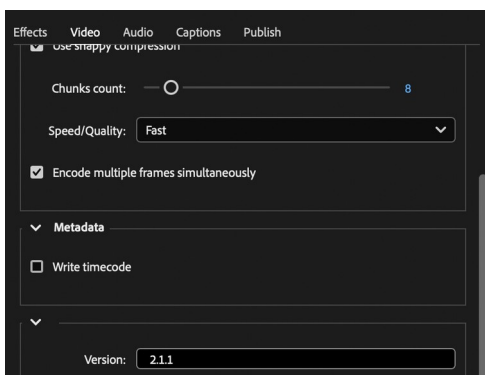 Effects Video Audio Captions Publish
Use snappy compression
Chunks count: 8
Speed/Quality: Fast
Encode multiple frames simultaneously
Metadata
Write timecode
Version: 2.1.1